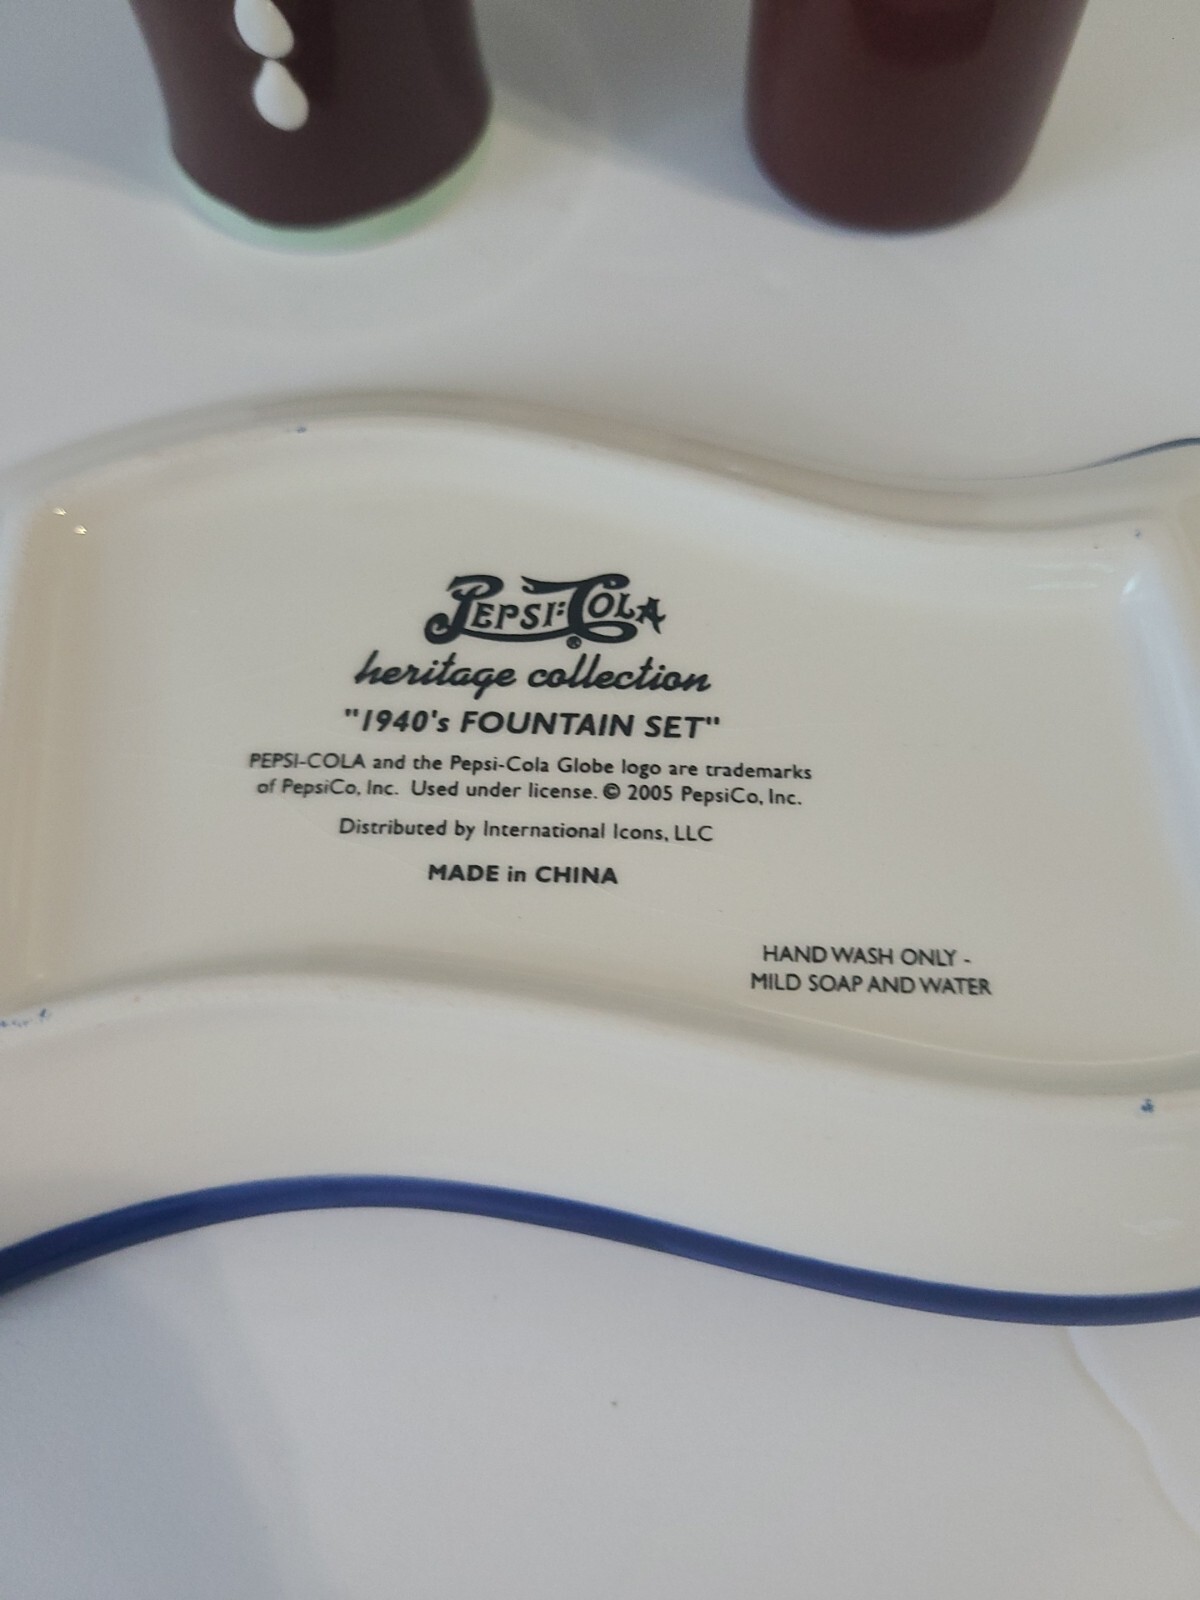 PEPSI:COLA
®
heritage collection
"1940's FOUNTAIN SET"
PEPSI-COLA and the Pepsi-Cola Globe logo are trademarks
of PepsiCo, Inc. Used under license. © 2005 PepsiCo, Inc.
Distributed by International Icons, LLC
MADE in CHINA
HAND WASH ONLY -
MILD SOAP AND WATER